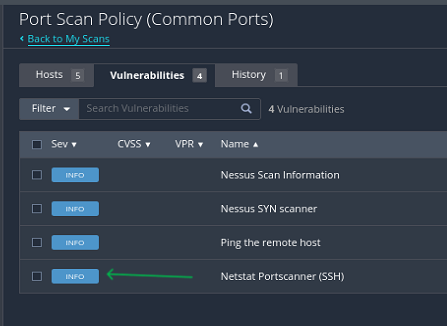 Port Scan Policy (Common Ports)
‹ Back to My Scans
Hosts 5 Vulnerabilities 4 History 1
Filter ▾ Search Vulnerabilities 4 Vulnerabilities
Sev ▾ CVSS ▾ VPR ▾ Name ▴
INFO Nessus Scan Information
INFO Nessus SYN scanner
INFO Ping the remote host
INFO Netstat Portscanner (SSH)